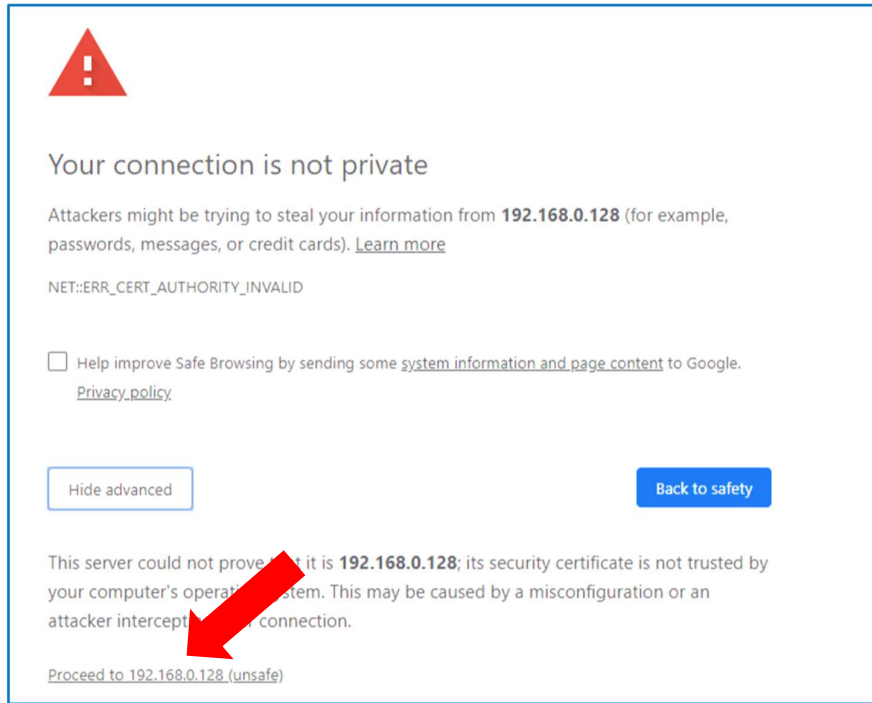 Your connection is not private
Attackers might be trying to steal your information from 192.168.0.128 (for example,
passwords, messages, or credit cards). Learn more
NET::ERR_CERT_AUTHORITY_INVALID
Help improve Safe Browsing by sending some system information and page content to Google.
Privacy policy
Hide advanced
Back to safety
This server could not prove it is 192.168.0.128; its security certificate is not trusted by
your computer's This may be caused by a misconfiguration or an
attacker connection.
Proceed to 192.168.0.128 (unsafe)